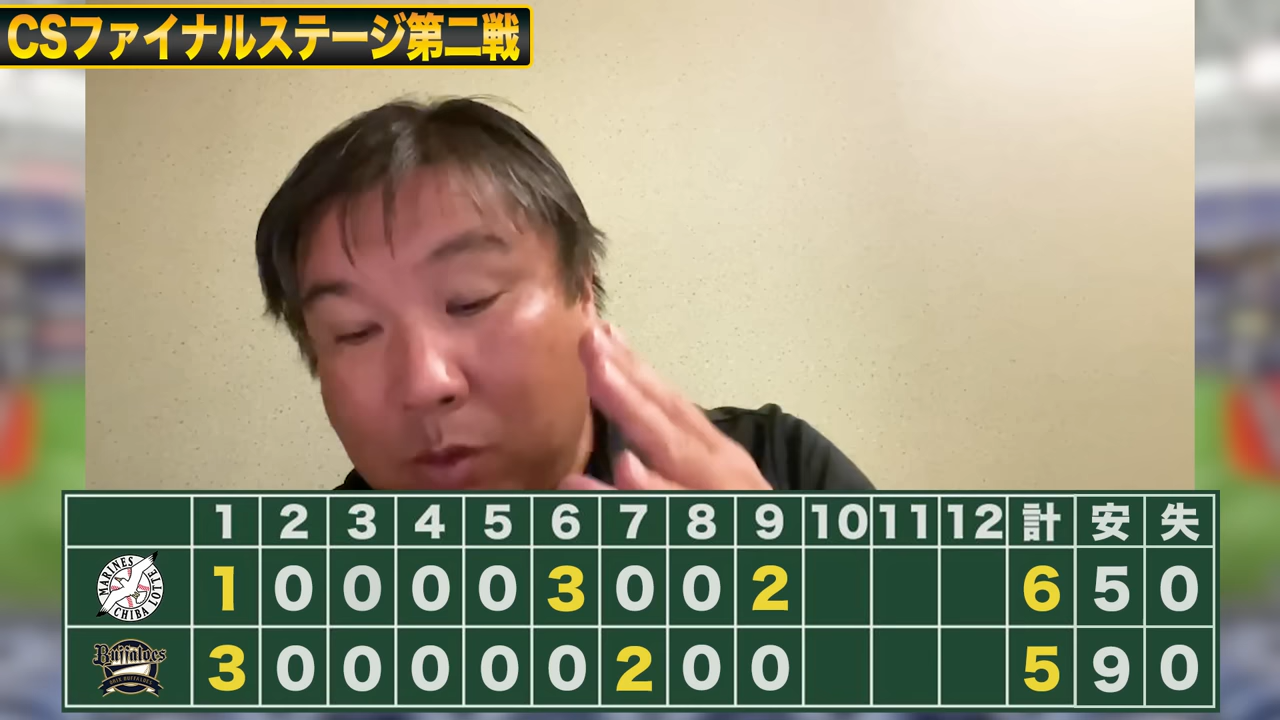 CSファイナルステージ第二戦
1 2 3 4 5 6 7 8 9 10 11 12 計 安 失
MARINES CHIBA LOTTE 1 0 0 0 0 3 0 0 2 6 5 0
Buffaloes ORIX BUFFALOES 3 0 0 0 0 0 2 0 0 5 9 0